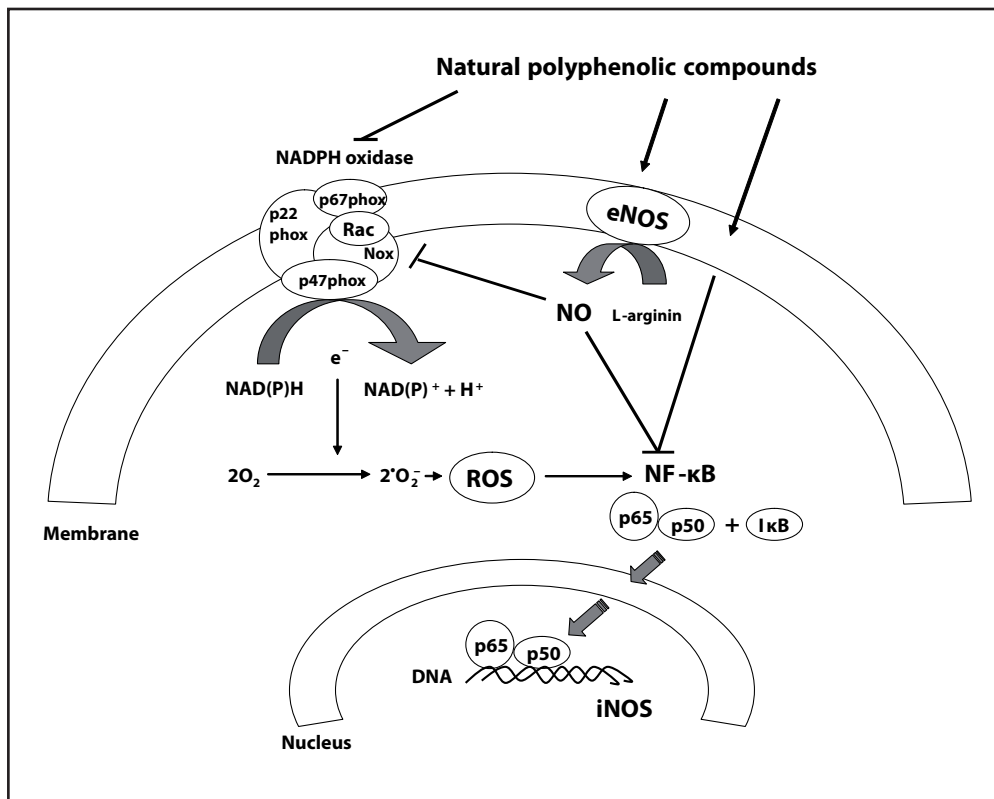 Natural polyphenolic compounds
NADPH oxidase
p67phox
p22
phox
Rac
Nox
p47phox
eNOS
NO
L-arginin
e⁻
NAD(P)H
NAD(P)⁺ + H⁺
2O₂
2•O₂⁻
ROS
NF-κB
p65
p50
+
IκB
Membrane
p65
p50
DNA
iNOS
Nucleus